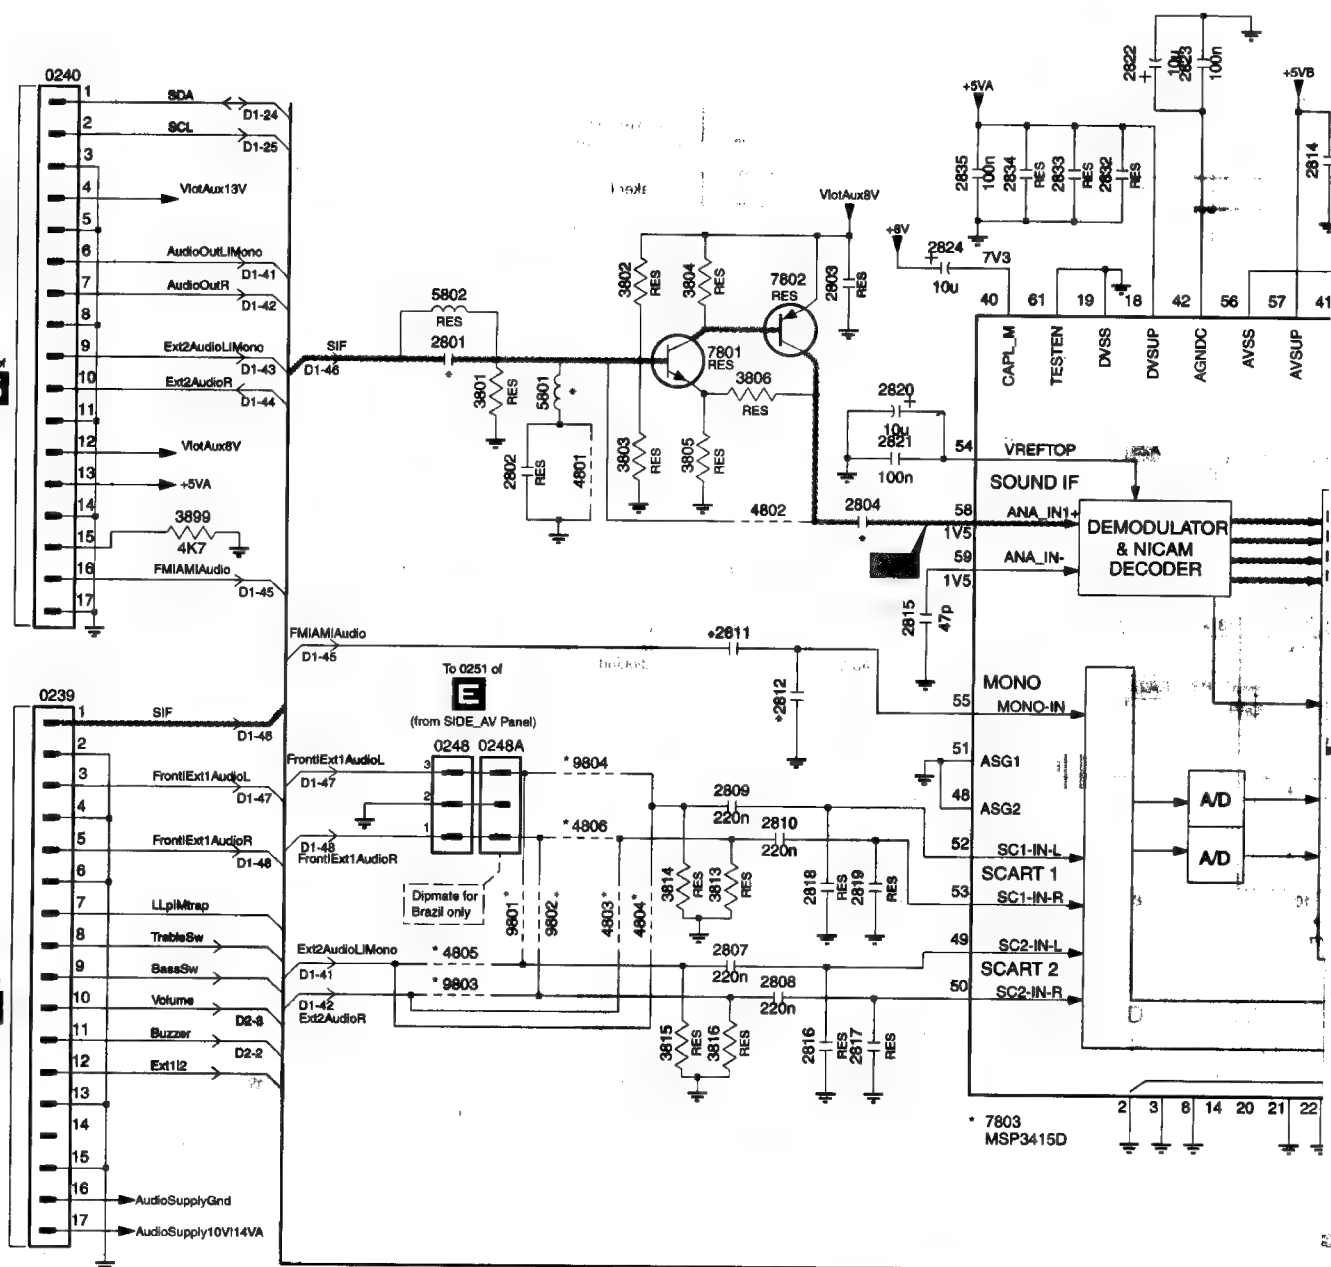 0240
1 SDA D1-24
2 SCL D1-25
3
4 VlotAux13V
5
6 AudioOutLIMono D1-41
7 AudioOutR D1-42
8
9 Ext2AudioLIMono D1-43
10 Ext2AudioR D1-44
11
12 VlotAux8V
13 +5VA
14
15 3899 4K7
16 FMIAMIAudio D1-45
17
0239
1 SIF D1-46
2
3 FrontIExt1AudioL D1-47
4
5 FrontIExt1AudioR D1-48
6
7 LLpIMtrap
8 TrebleSw
9 BassSw
10 Volume D2-3
11 Buzzer D2-2
12 Ext1I2
13
14
15
16 AudioSupplyGnd
17 AudioSupply10VI14VA
SIF
D1-46
5802
RES
2801
*
3801 RES
5801 *
2802 RES
4801
3802 RES
3803 RES
3804 RES
3805 RES
7801
RES
7802
RES
3806
RES
2803 RES
VlotAux8V
4802
2804
*
+8V
2824
+
10u
7V3
+5VA
2835 100n
2834 RES
2833 RES
2832 RES
2822 10µ
+
2823 100n
+5VB
2814
40 61 19 18 42 56 57 41
CAPL_M
TESTEN
DVSS
DVSUP
AGNDC
AVSS
AVSUP
2820
+
10u
2821
100n
54 VREFTOP
SOUND IF
58 ANA_IN1+
1V5
59 ANA_IN-
1V5
DEMODULATOR
& NICAM
DECODER
2815 47p
FMIAMIAudio
D1-45
*2811
*2812
MONO
55 MONO-IN
51 ASG1
48 ASG2
52 SC1-IN-L
SCART 1
53 SC1-IN-R
49 SC2-IN-L
SCART 2
50 SC2-IN-R
A/D
A/D
To 0251 of
E
(from SIDE_AV Panel)
0248 0248A
3
2
1
FrontIExt1AudioL
D1-47
D1-48
FrontIExt1AudioR
Dipmate for
Brazil only
* 9804
* 4806
9801*
9802*
4803*
4804*
Ext2AudioLIMono
D1-41
* 4805
D1-42
Ext2AudioR
* 9803
2809
220n
2810
220n
3814 RES
3813 RES
2818 RES
2819 RES
2807
220n
2808
220n
3815 RES
3816 RES
2816 RES
2817 RES
* 7803
MSP3415D
2 3 8 14 20 21 22